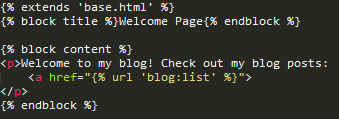 {% extends 'base.html' %}
{% block title %}Welcome Page{% endblock %}

{% block content %}
<p>Welcome to my blog! Check out my blog posts:
    <a href="{% url 'blog:list' %}">
</p>
{% endblock %}